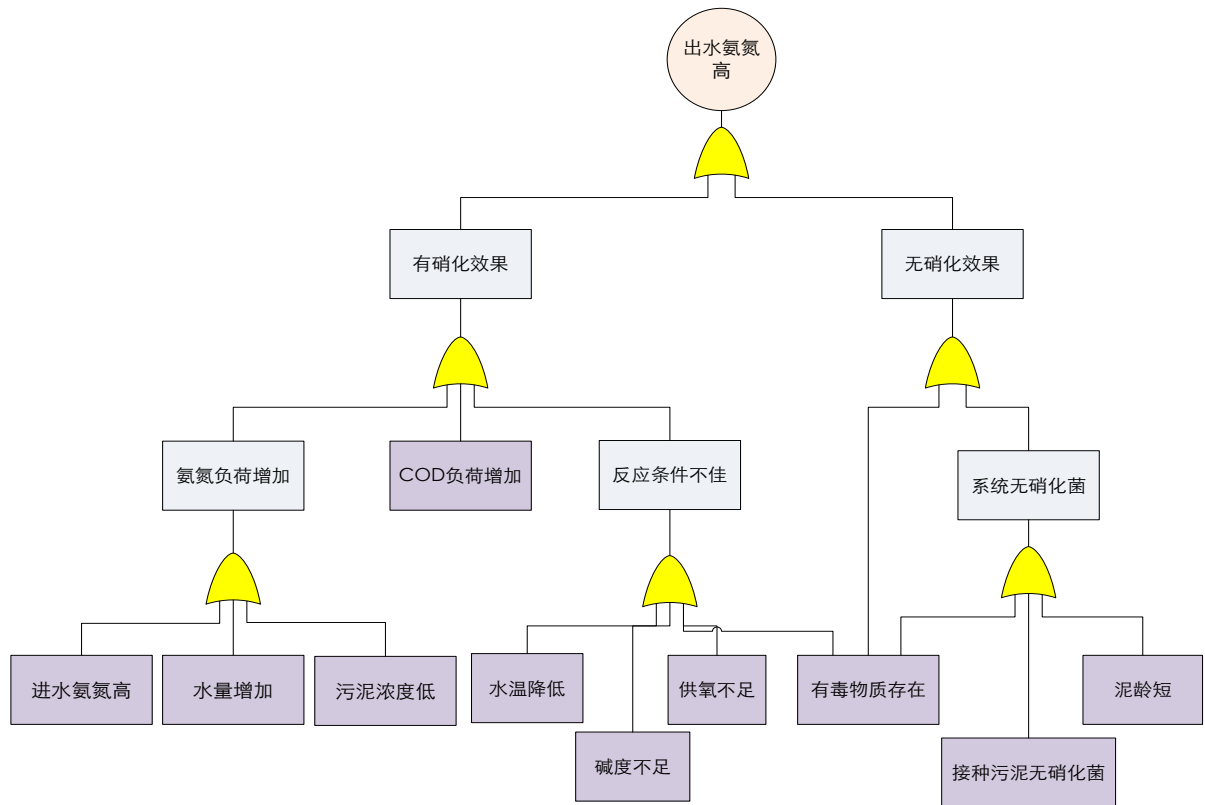 出水氨氮
高
有硝化效果
无硝化效果
氨氮负荷增加
COD负荷增加
反应条件不佳
系统无硝化菌
进水氨氮高
水量增加
污泥浓度低
水温降低
供氧不足
有毒物质存在
泥龄短
碱度不足
接种污泥无硝化菌